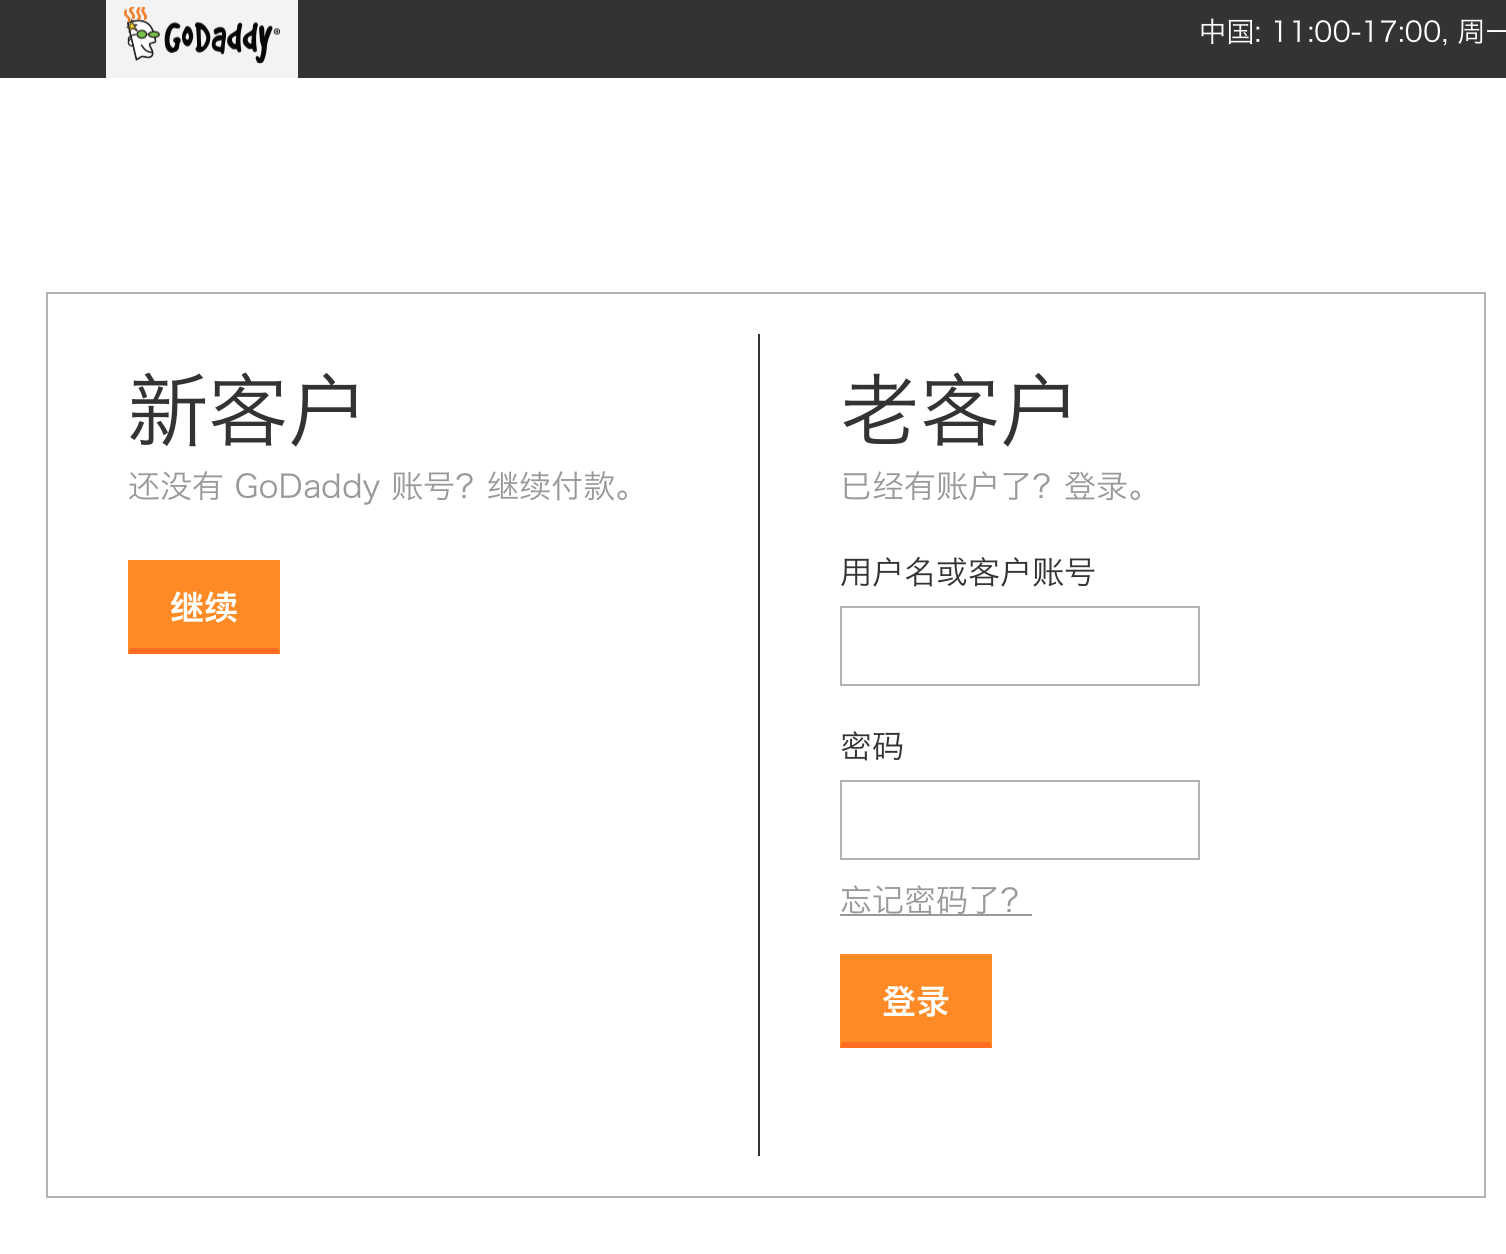 GoDaddy®
中国: 11:00-17:00, 周一
新客户
还没有 GoDaddy 账号？继续付款。
继续
老客户
已经有账户了？登录。
用户名或客户账号
密码
忘记密码了？
登录